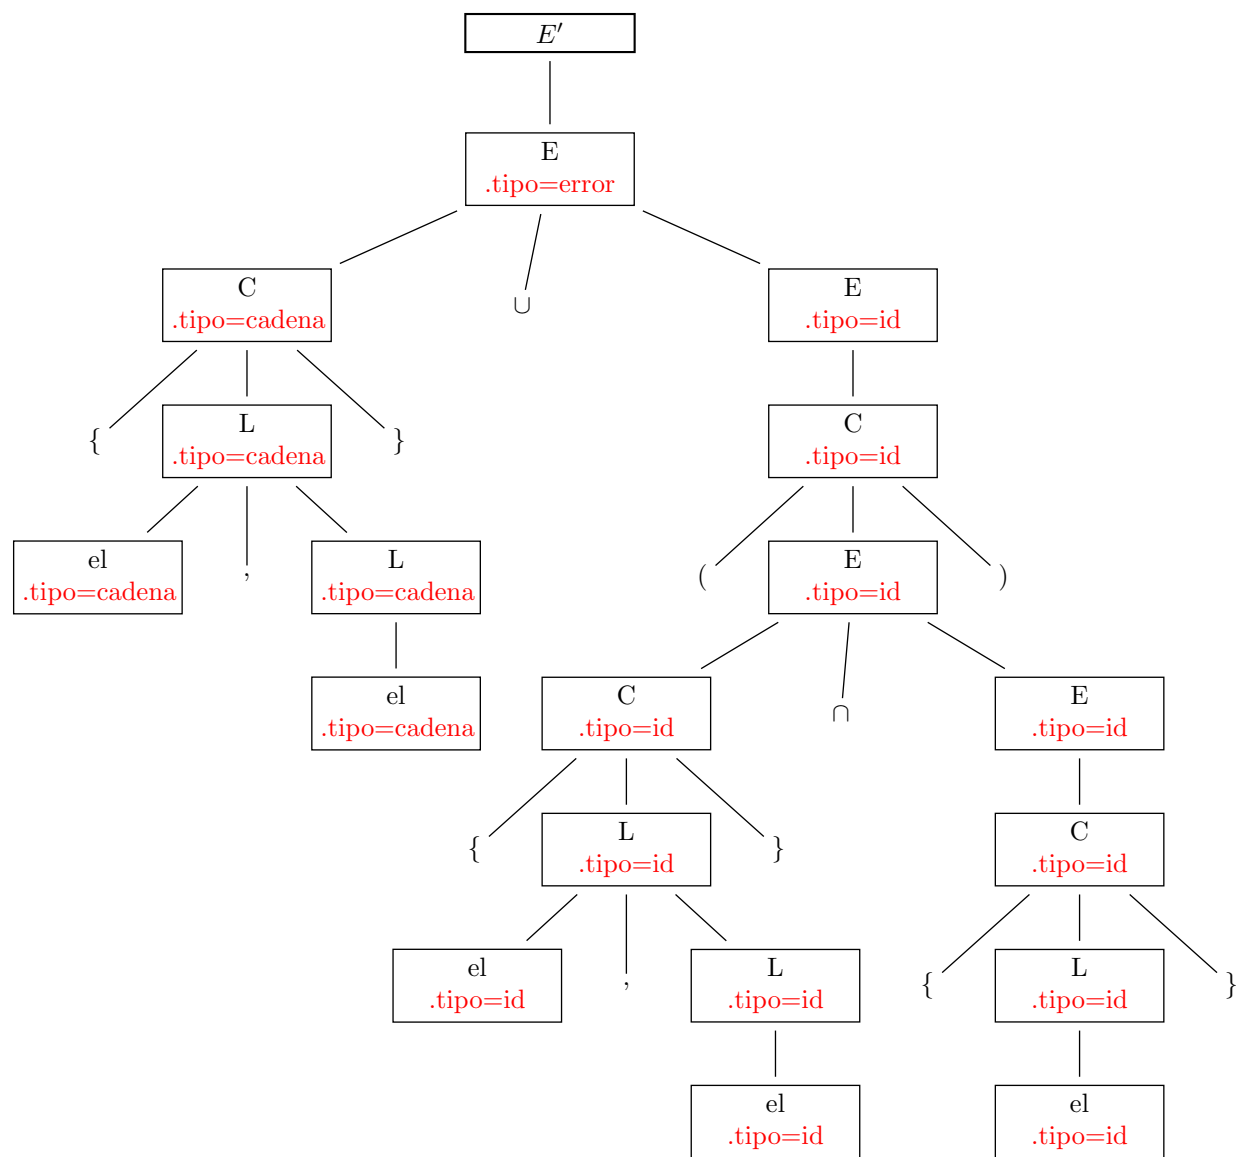 E′
E
.tipo=error
C
.tipo=cadena
∪
E
.tipo=id
{
L
.tipo=cadena
}
C
.tipo=id
el
.tipo=cadena
,
L
.tipo=cadena
(
E
.tipo=id
)
el
.tipo=cadena
C
.tipo=id
∩
E
.tipo=id
{
L
.tipo=id
}
C
.tipo=id
el
.tipo=id
,
L
.tipo=id
{
L
.tipo=id
}
el
.tipo=id
el
.tipo=id